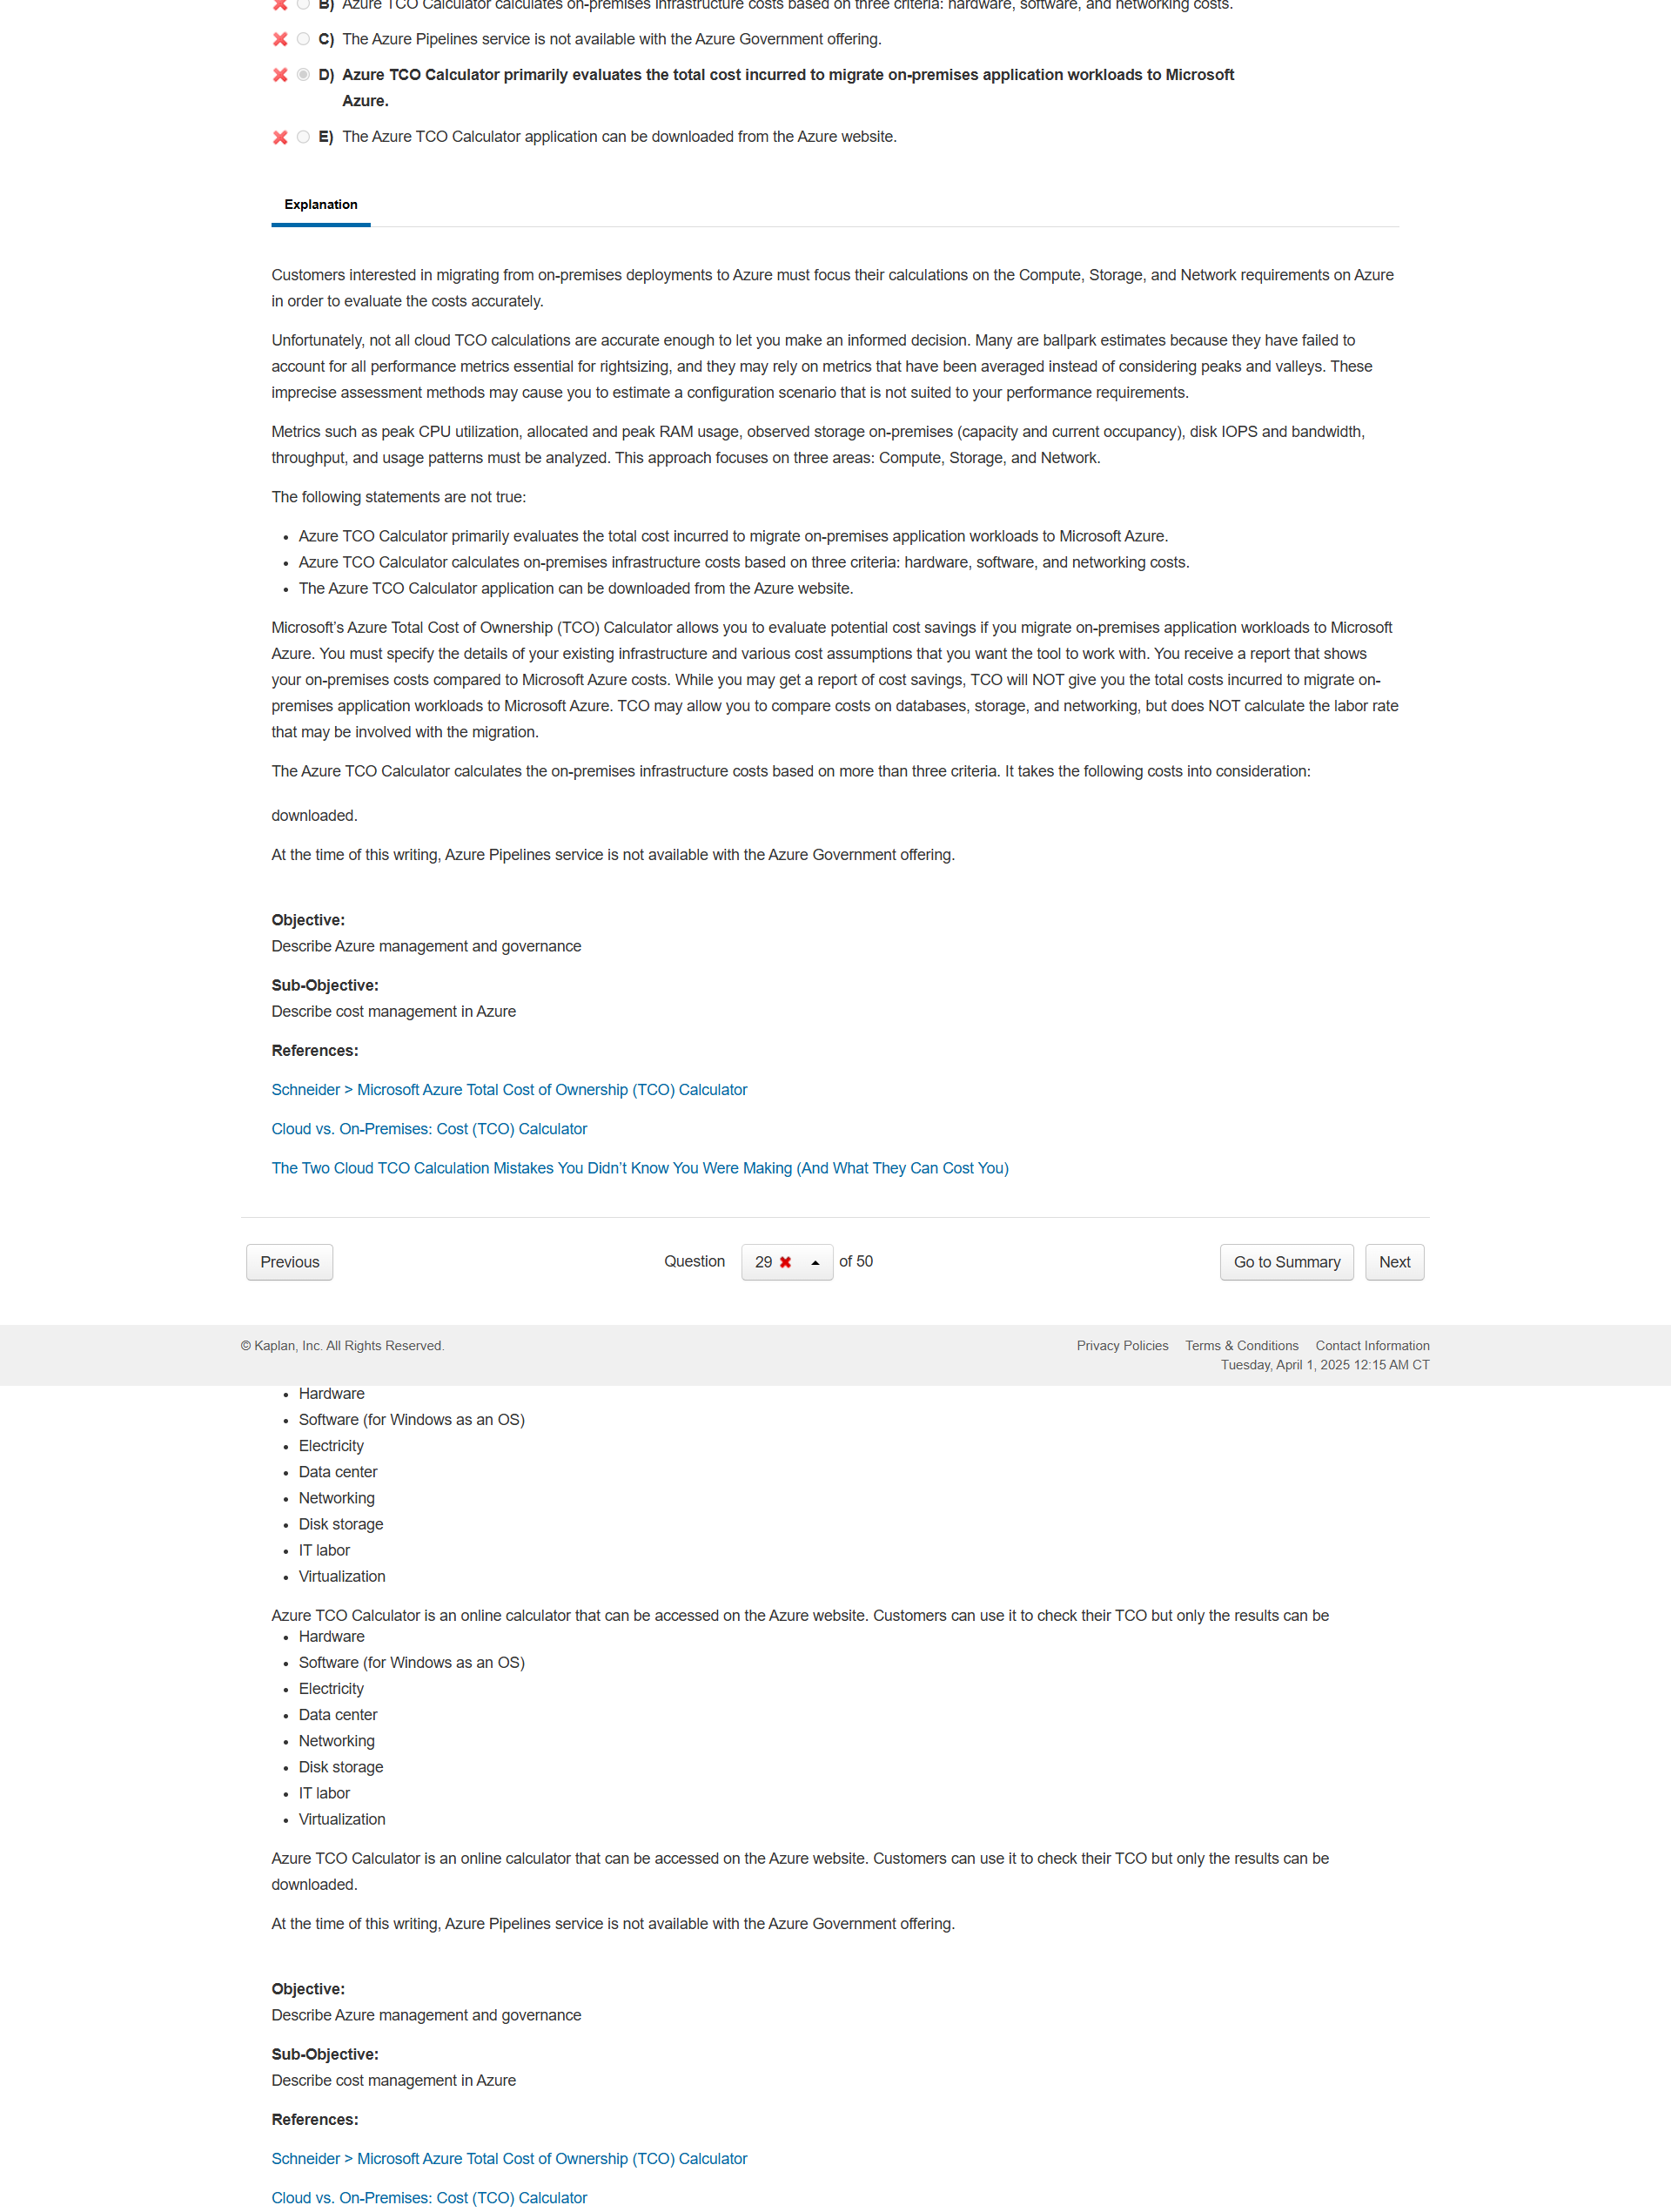 B) Azure TCO Calculator calculates on-premises infrastructure costs based on three criteria: hardware, software, and networking costs.
C) The Azure Pipelines service is not available with the Azure Government offering.
D) Azure TCO Calculator primarily evaluates the total cost incurred to migrate on-premises application workloads to Microsoft
Azure.
E) The Azure TCO Calculator application can be downloaded from the Azure website.
Explanation
Customers interested in migrating from on-premises deployments to Azure must focus their calculations on the Compute, Storage, and Network requirements on Azure
in order to evaluate the costs accurately.
Unfortunately, not all cloud TCO calculations are accurate enough to let you make an informed decision. Many are ballpark estimates because they have failed to
account for all performance metrics essential for rightsizing, and they may rely on metrics that have been averaged instead of considering peaks and valleys. These
imprecise assessment methods may cause you to estimate a configuration scenario that is not suited to your performance requirements.
Metrics such as peak CPU utilization, allocated and peak RAM usage, observed storage on-premises (capacity and current occupancy), disk IOPS and bandwidth,
throughput, and usage patterns must be analyzed. This approach focuses on three areas: Compute, Storage, and Network.
The following statements are not true:
• Azure TCO Calculator primarily evaluates the total cost incurred to migrate on-premises application workloads to Microsoft Azure.
• Azure TCO Calculator calculates on-premises infrastructure costs based on three criteria: hardware, software, and networking costs.
• The Azure TCO Calculator application can be downloaded from the Azure website.
Microsoft’s Azure Total Cost of Ownership (TCO) Calculator allows you to evaluate potential cost savings if you migrate on-premises application workloads to Microsoft
Azure. You must specify the details of your existing infrastructure and various cost assumptions that you want the tool to work with. You receive a report that shows
your on-premises costs compared to Microsoft Azure costs. While you may get a report of cost savings, TCO will NOT give you the total costs incurred to migrate on-
premises application workloads to Microsoft Azure. TCO may allow you to compare costs on databases, storage, and networking, but does NOT calculate the labor rate
that may be involved with the migration.
The Azure TCO Calculator calculates the on-premises infrastructure costs based on more than three criteria. It takes the following costs into consideration:
downloaded.
At the time of this writing, Azure Pipelines service is not available with the Azure Government offering.
Objective:
Describe Azure management and governance
Sub-Objective:
Describe cost management in Azure
References:
Schneider > Microsoft Azure Total Cost of Ownership (TCO) Calculator
Cloud vs. On-Premises: Cost (TCO) Calculator
The Two Cloud TCO Calculation Mistakes You Didn’t Know You Were Making (And What They Can Cost You)
Previous Question 29 of 50 Go to Summary Next
© Kaplan, Inc. All Rights Reserved. Privacy Policies Terms & Conditions Contact Information
Tuesday, April 1, 2025 12:15 AM CT
• Hardware
• Software (for Windows as an OS)
• Electricity
• Data center
• Networking
• Disk storage
• IT labor
• Virtualization
Azure TCO Calculator is an online calculator that can be accessed on the Azure website. Customers can use it to check their TCO but only the results can be
• Hardware
• Software (for Windows as an OS)
• Electricity
• Data center
• Networking
• Disk storage
• IT labor
• Virtualization
Azure TCO Calculator is an online calculator that can be accessed on the Azure website. Customers can use it to check their TCO but only the results can be
downloaded.
At the time of this writing, Azure Pipelines service is not available with the Azure Government offering.
Objective:
Describe Azure management and governance
Sub-Objective:
Describe cost management in Azure
References:
Schneider > Microsoft Azure Total Cost of Ownership (TCO) Calculator
Cloud vs. On-Premises: Cost (TCO) Calculator